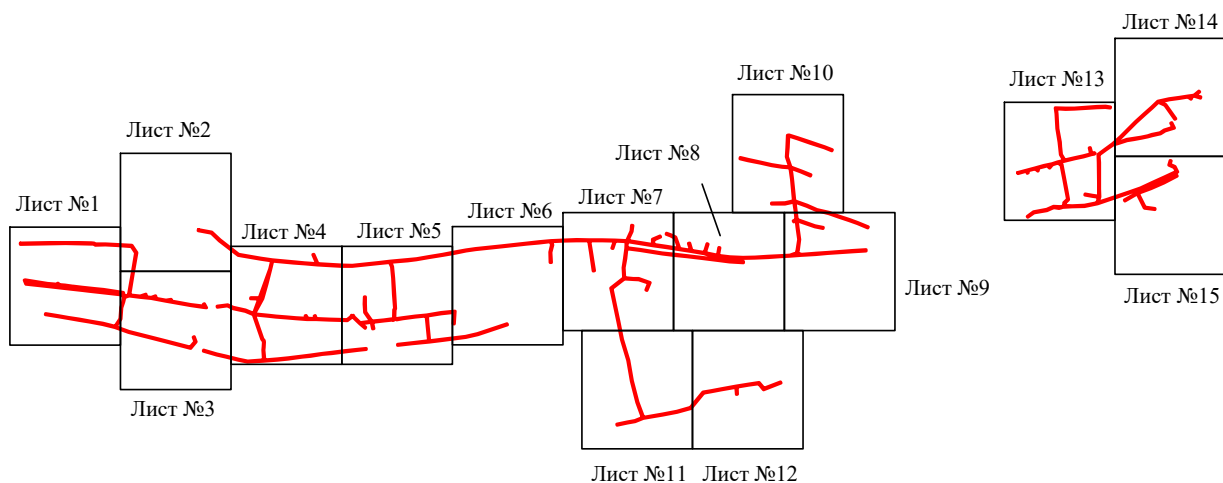 Лист №14
Лист №10
Лист №13
Лист №2
Лист №8
Лист №1
Лист №6
Лист №7
Лист №4
Лист №5
Лист №15
Лист №9
Лист №3
Лист №11
Лист №12